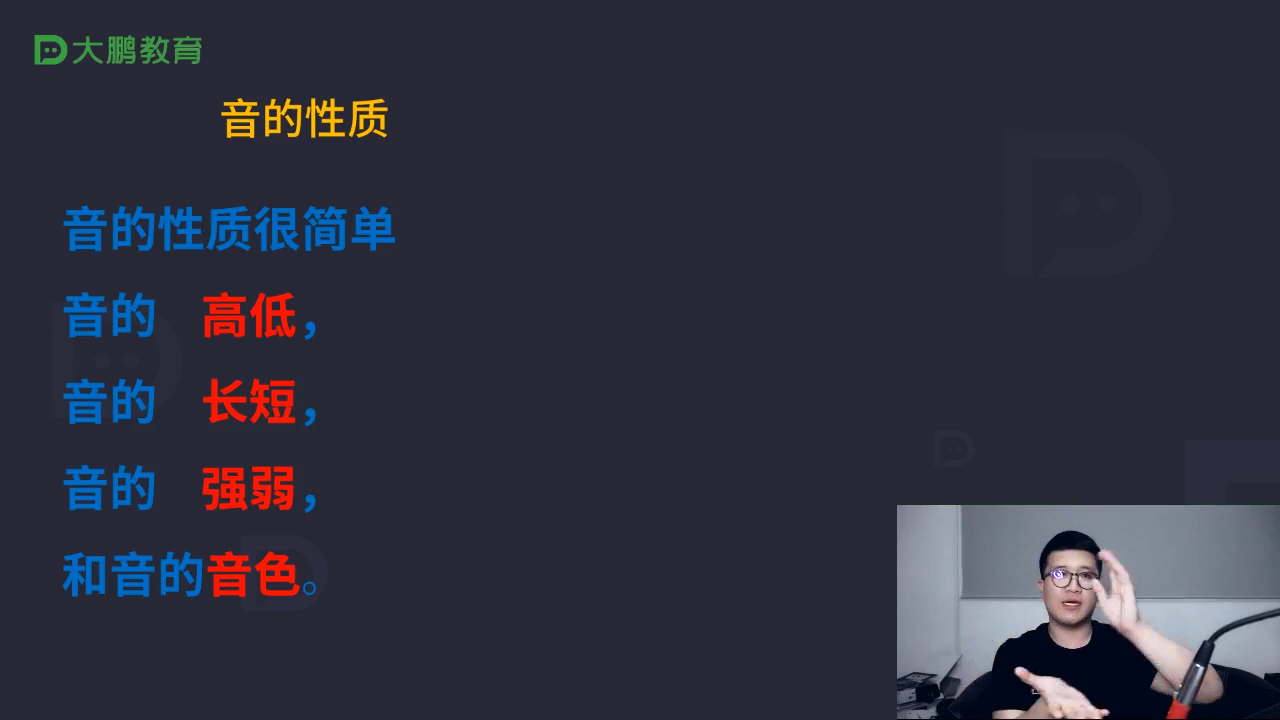 大鹏教育
音的性质
音的性质很简单
音的 高低，
音的 长短，
音的 强弱，
和音的音色。